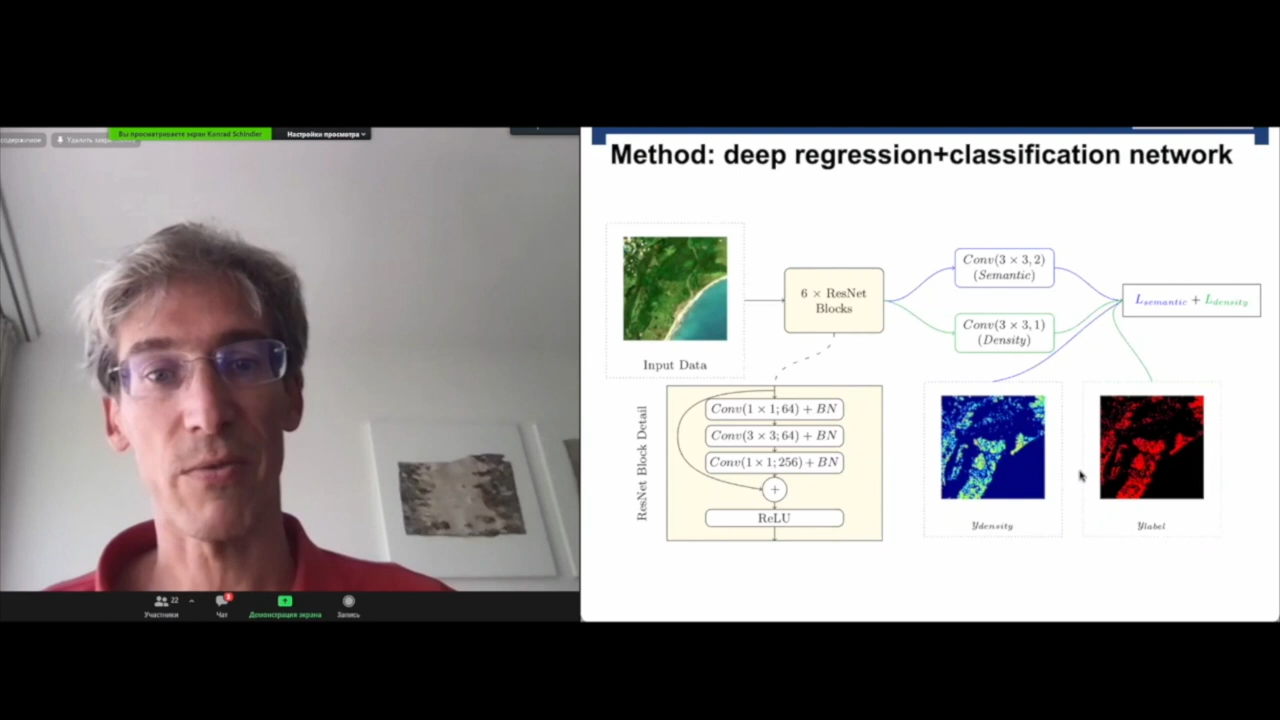 Удалить
Вы просматриваете экран Konrad Schindler
Настройки просмотра
Участники
22
Чат
3
Демонстрация экрана
Запись
Method: deep regression+classification network
Input Data
6 × ResNet
Blocks
Conv(3 × 3, 2)
(Semantic)
Conv(3 × 3, 1)
(Density)
L_semantic + L_density
ResNet Block Detail
Conv(1 × 1; 64) + BN
Conv(3 × 3; 64) + BN
Conv(1 × 1; 256) + BN
+
ReLU
y_density
y_label